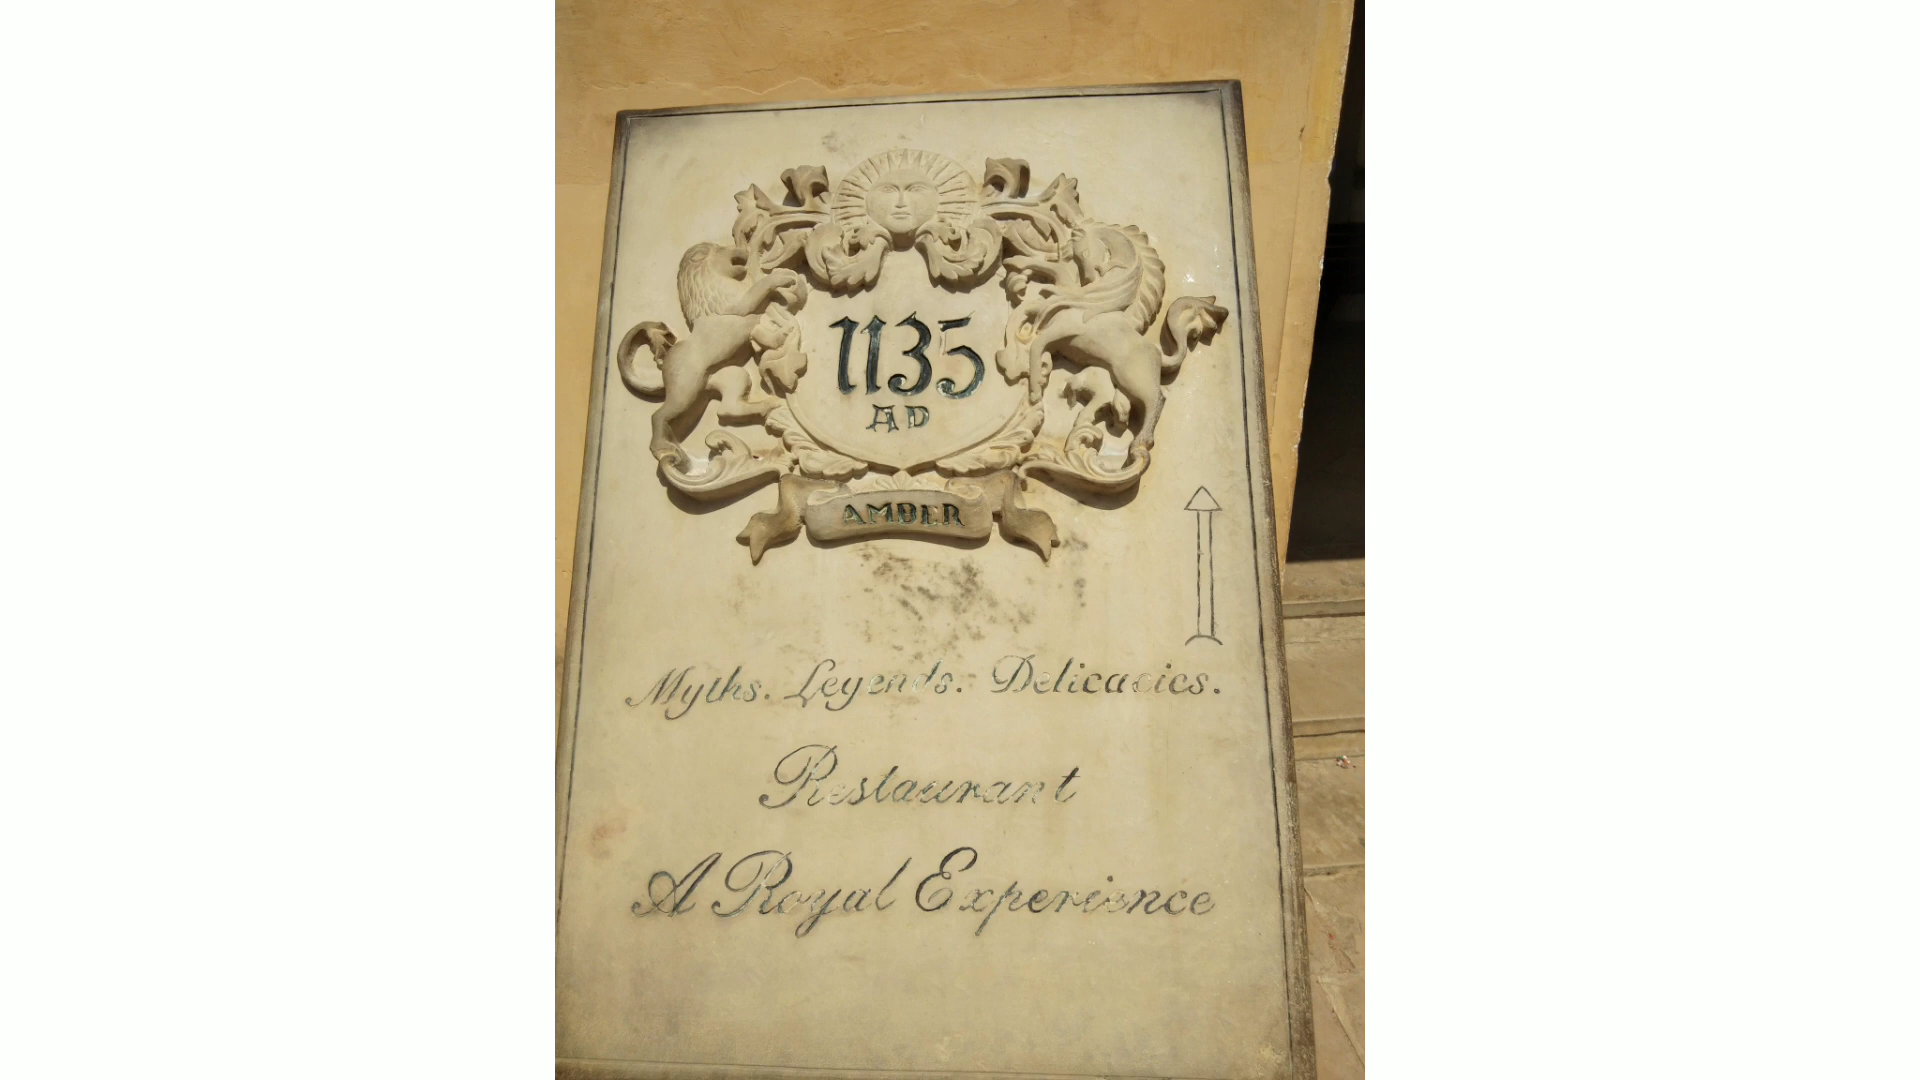 1135
AD
AMBER
Myths. Legends. Delicacies.
Restaurant
A Royal Experience